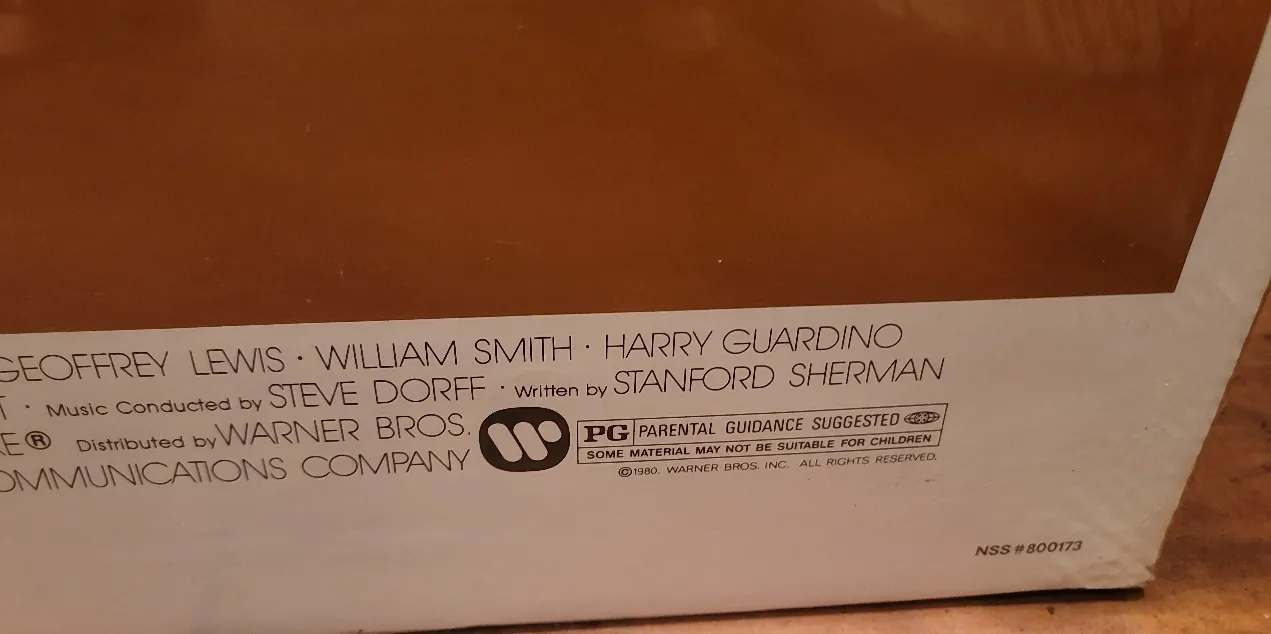 GEOFFREY LEWIS · WILLIAM SMITH · HARRY GUARDINO
T · Music Conducted by STEVE DORFF · Written by STANFORD SHERMAN
E® Distributed by WARNER BROS.
OMMUNICATIONS COMPANY
PG PARENTAL GUIDANCE SUGGESTED
SOME MATERIAL MAY NOT BE SUITABLE FOR CHILDREN
©1980. WARNER BROS. INC. ALL RIGHTS RESERVED.
NSS #800173